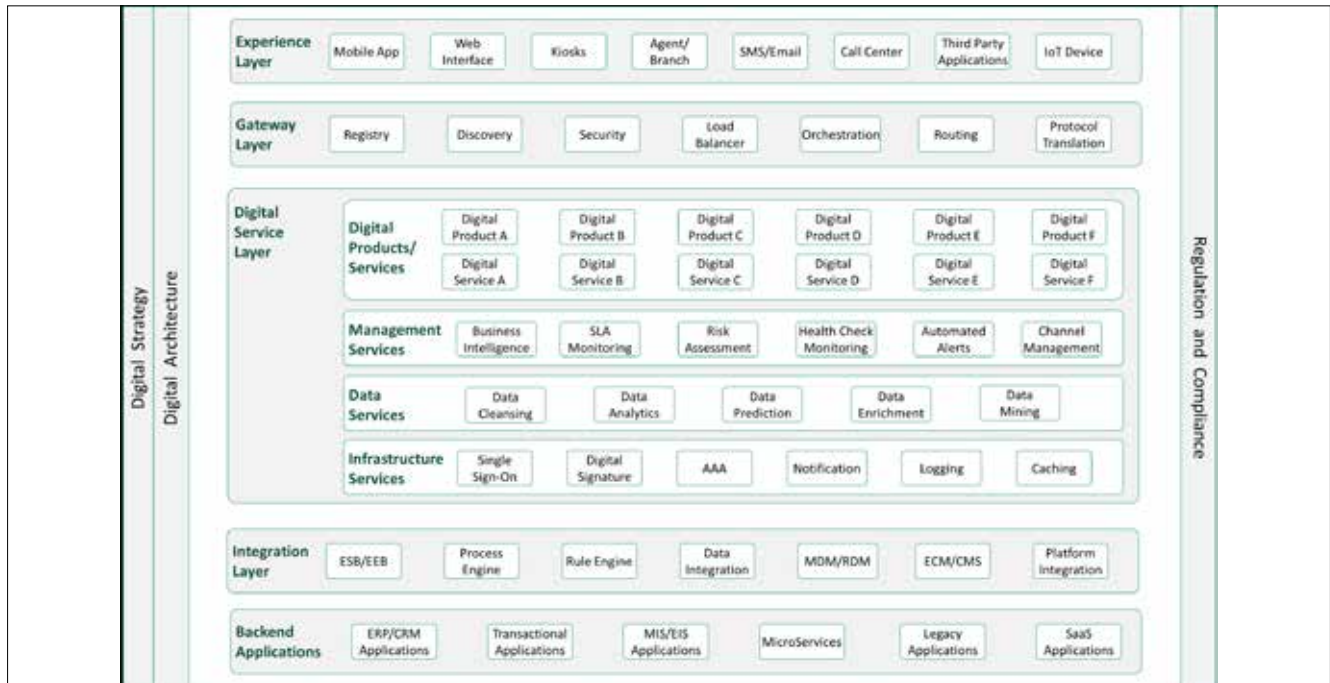 Digital Strategy
Digital Architecture
Regulation and Compliance
Experience
Layer
Mobile App
Web
Interface
Kiosks
Agent/
Branch
SMS/Email
Call Center
Third Party
Applications
IoT Device
Gateway
Layer
Registry
Discovery
Security
Load
Balancer
Orchestration
Routing
Protocol
Translation
Digital
Service
Layer
Digital
Products/
Services
Digital
Product A
Digital
Product B
Digital
Product C
Digital
Product D
Digital
Product E
Digital
Product F
Digital
Service A
Digital
Service B
Digital
Service C
Digital
Service D
Digital
Service E
Digital
Service F
Management
Services
Business
Intelligence
SLA
Monitoring
Risk
Assessment
Health Check
Monitoring
Automated
Alerts
Channel
Management
Data
Services
Data
Cleansing
Data
Analytics
Data
Prediction
Data
Enrichment
Data
Mining
Infrastructure
Services
Single
Sign-On
Digital
Signature
AAA
Notification
Logging
Caching
Integration
Layer
ESB/EEB
Process
Engine
Rule Engine
Data
Integration
MDM/RDM
ECM/CMS
Platform
Integration
Backend
Applications
ERP/CRM
Applications
Transactional
Applications
MIS/EIS
Applications
MicroServices
Legacy
Applications
SaaS
Applications